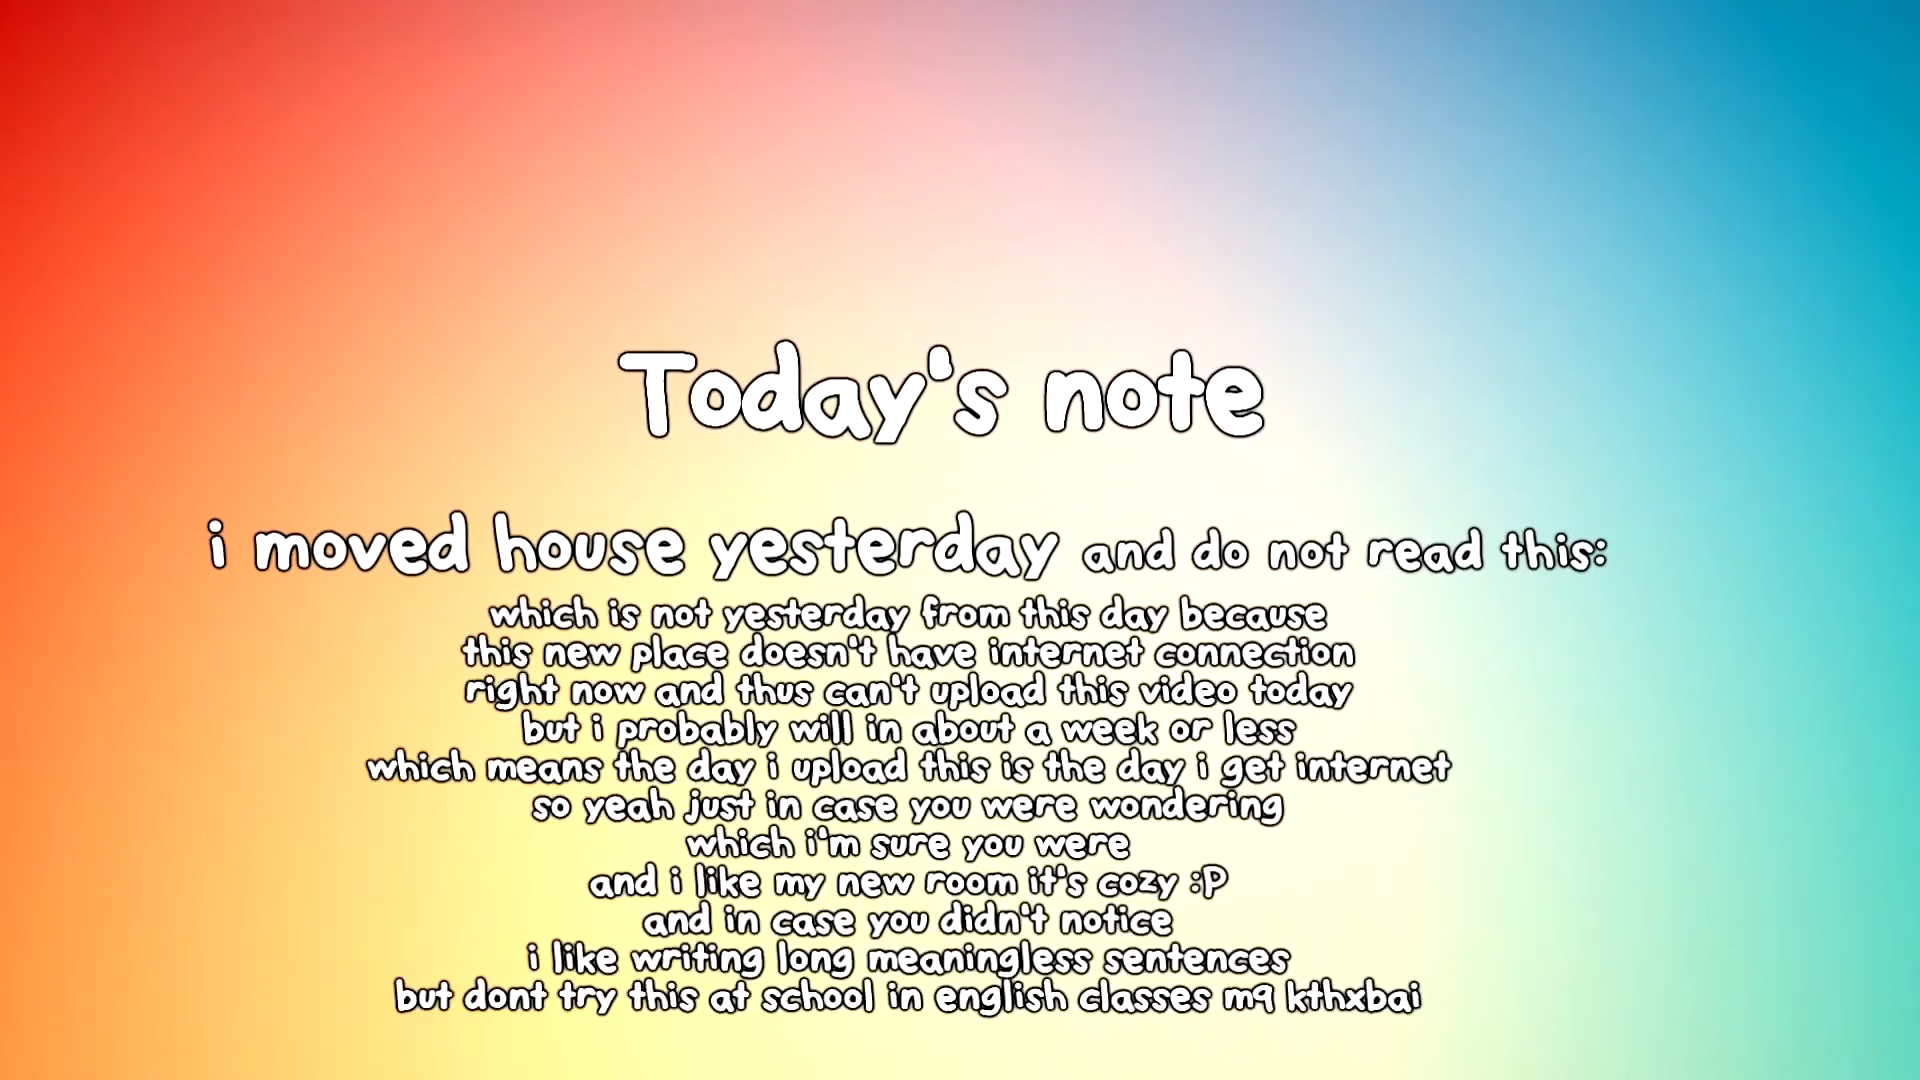 Today's note
i moved house yesterday and do not read this:
which is not yesterday from this day because
this new place doesn't have internet connection
right now and thus can't upload this video today
but i probably will in about a week or less
which means the day i upload this is the day i get internet
so yeah just in case you were wondering
which i'm sure you were
and i like my new room it's cozy :P
and in case you didn't notice
i like writing long meaningless sentences
but dont try this at school in english classes m9 kthxbai